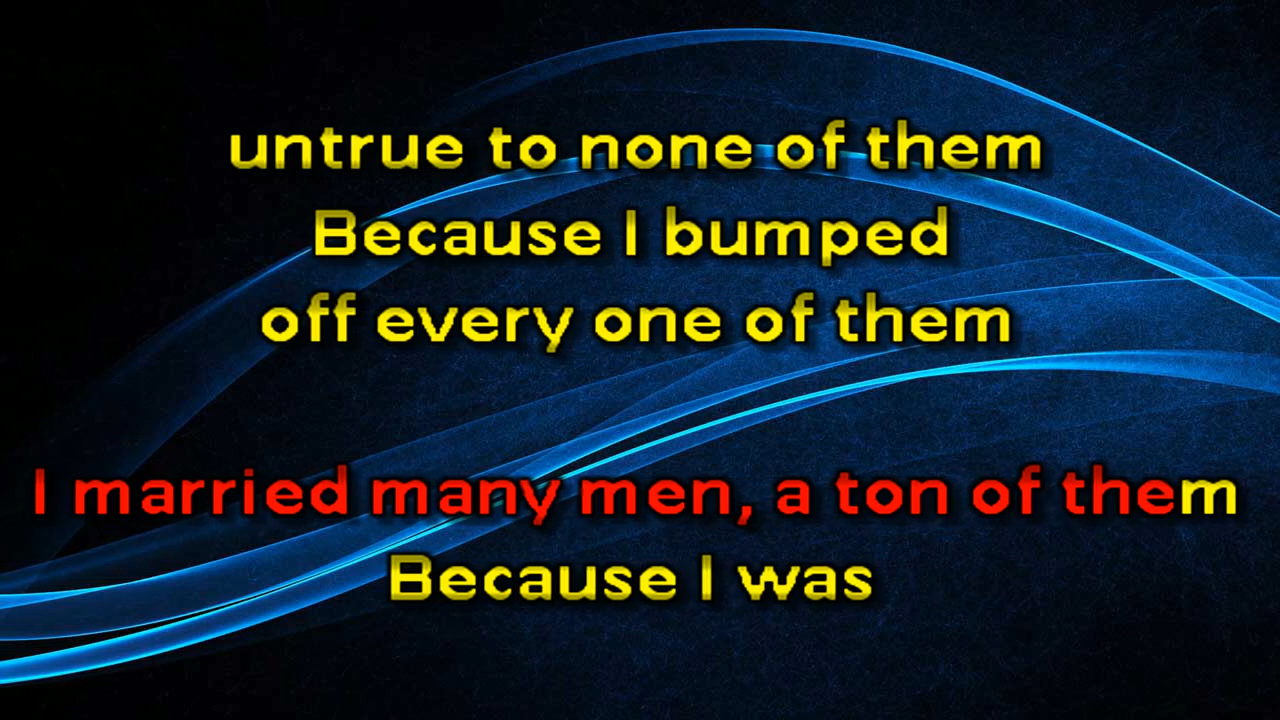 untrue to none of them
Because I bumped
off every one of them
I married many men, a ton of them
Because I was